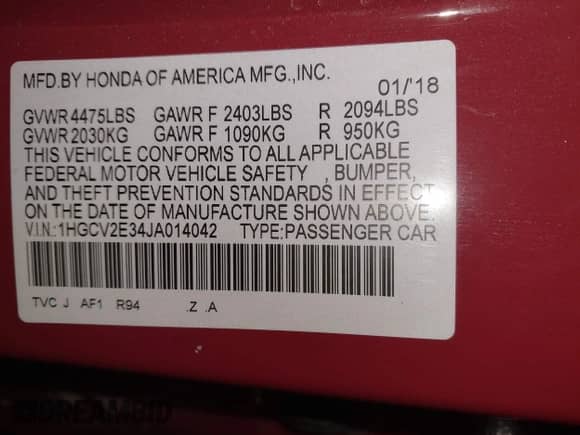 MFD.BY HONDA OF AMERICA MFG.,INC.
01/'18
GVWR 4475LBS GAWR F 2403LBS R 2094LBS
GVWR 2030KG GAWR F 1090KG R 950KG
THIS VEHICLE CONFORMS TO ALL APPLICABLE
FEDERAL MOTOR VEHICLE SAFETY , BUMPER,
AND THEFT PREVENTION STANDARDS IN EFFECT
ON THE DATE OF MANUFACTURE SHOWN ABOVE.
V.I.N.:1HGCV2E34JA014042 TYPE:PASSENGER CAR
TVC J AF1 R94 .Z .A
DREAMBID